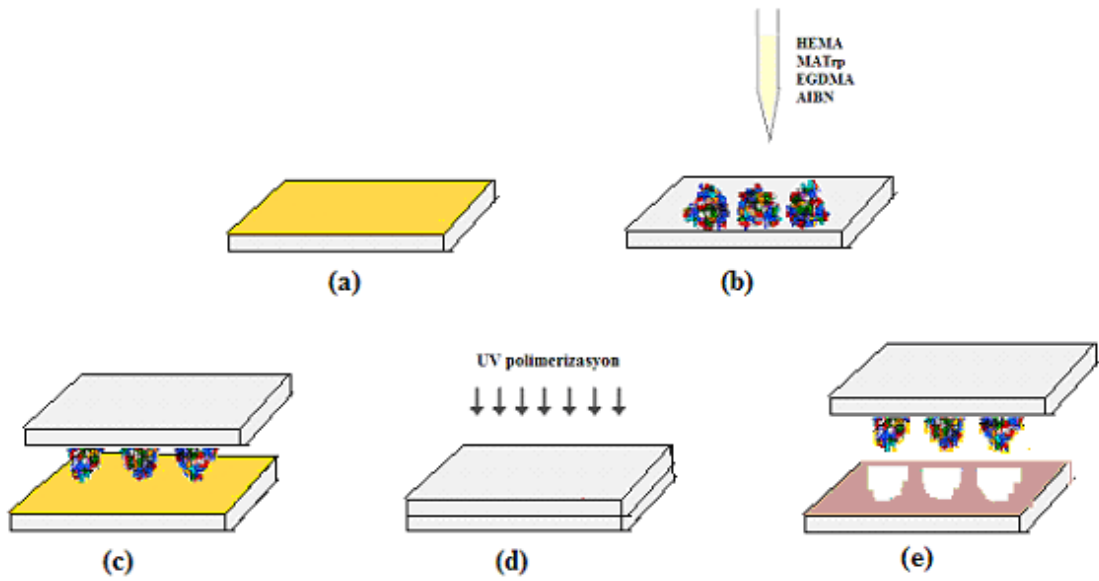 HEMA
MATrp
EGDMA
AIBN
(a)
(b)
UV polimerizasyon
(c)
(d)
(e)